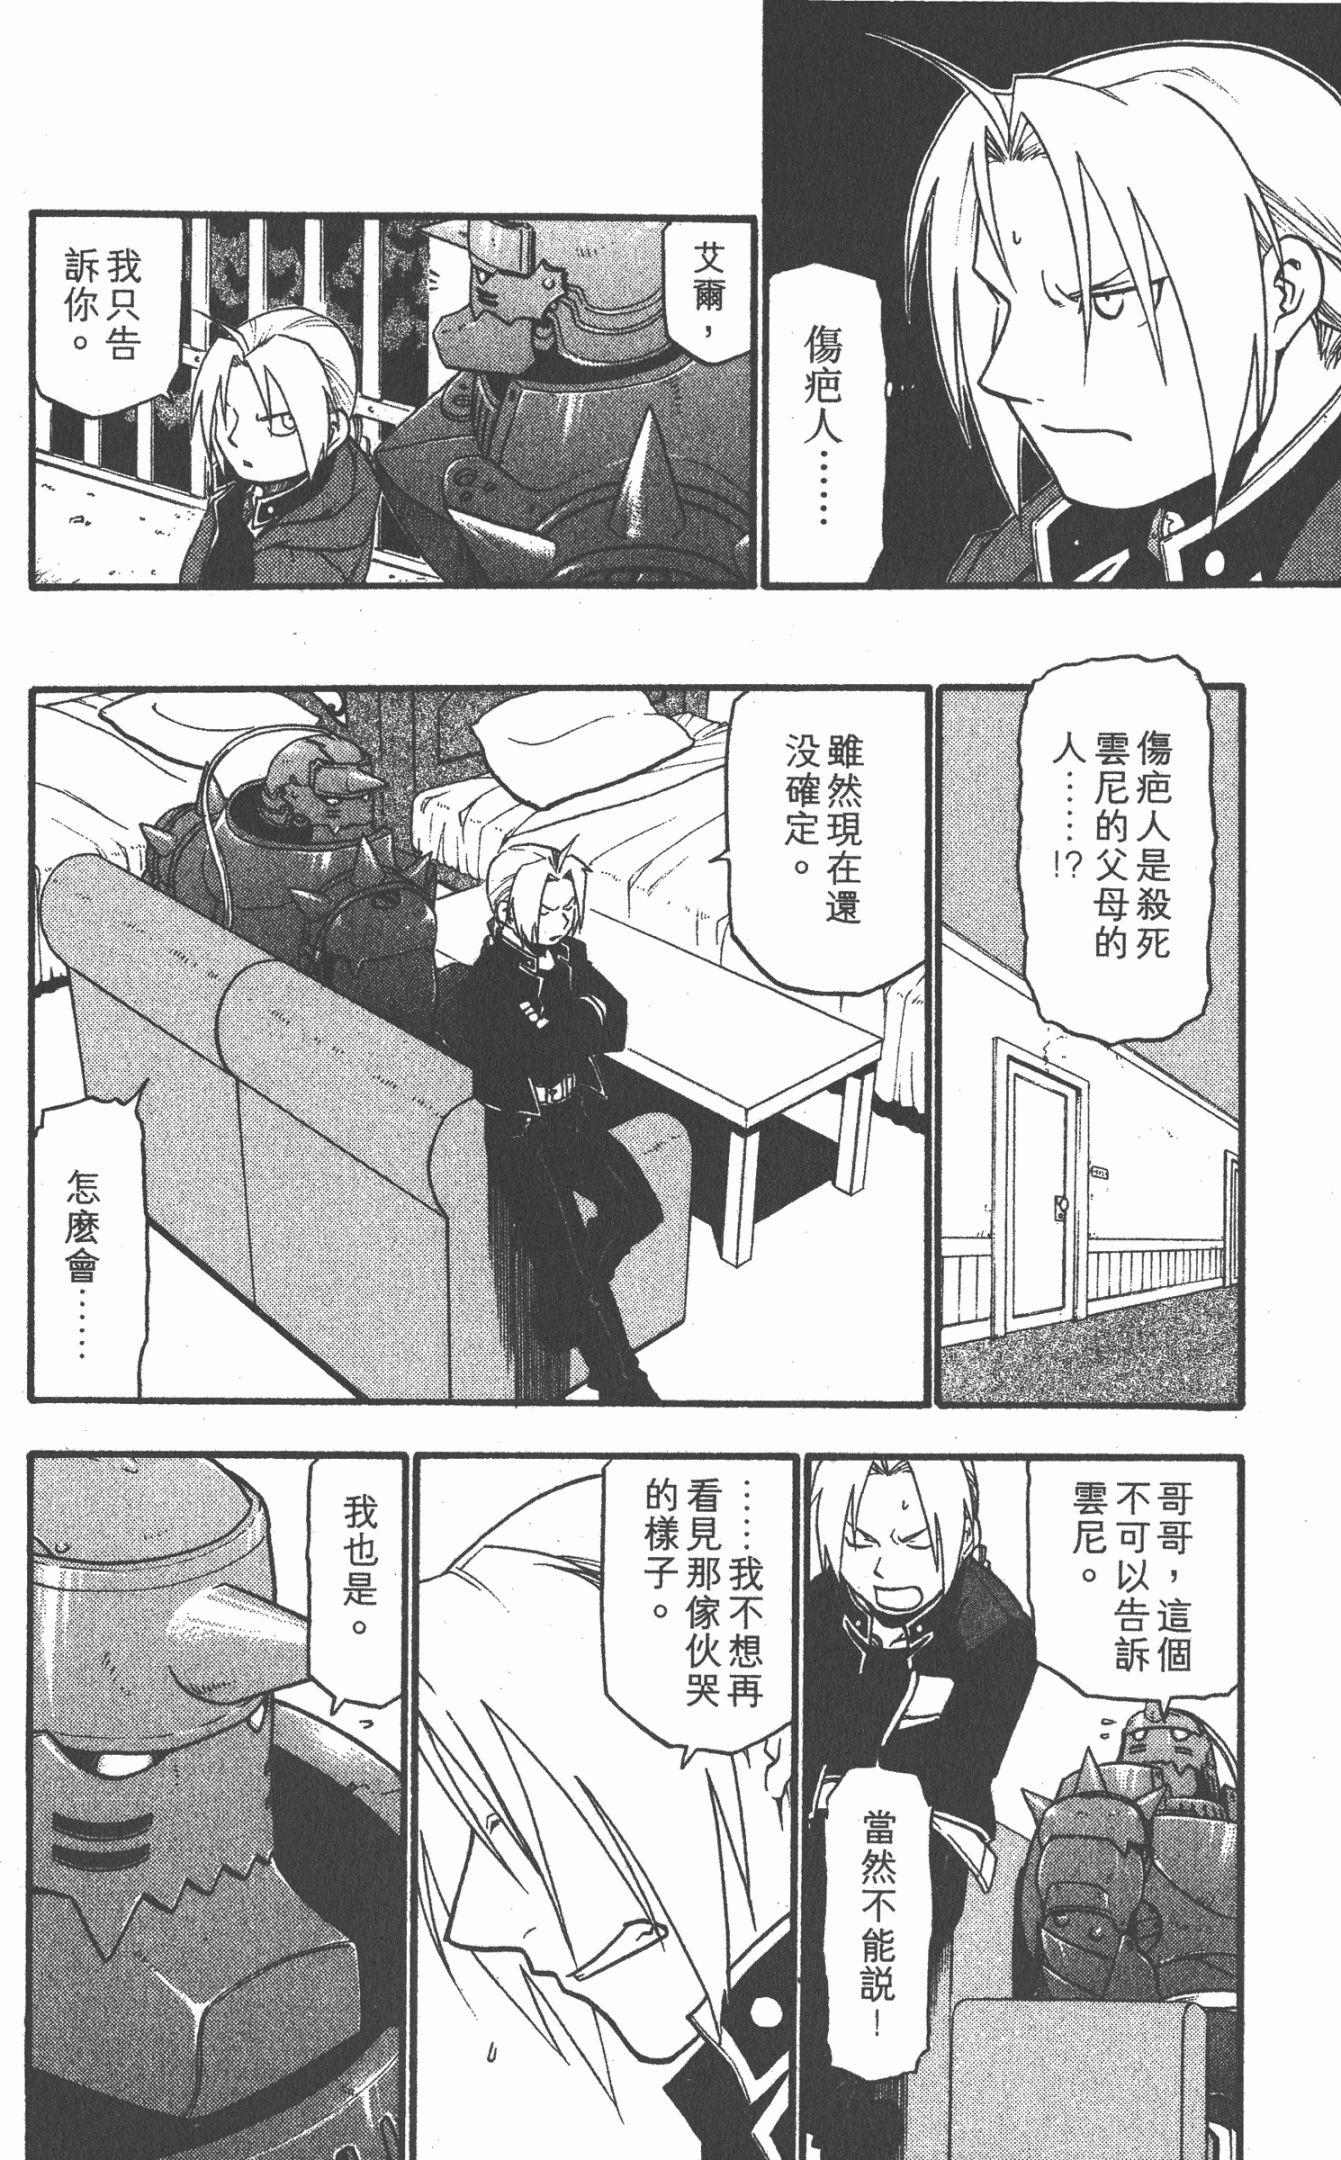 傷疤人……
艾爾，
我只告
訴你。
傷疤人是殺死
雲尼的父母的
人……!?
雖然現在還
没確定。
怎麼會……
哥哥，這個
不可以告訴
雲尼。
當然不能説！
……我不想再
看見那傢伙哭
的樣子。
我也是。